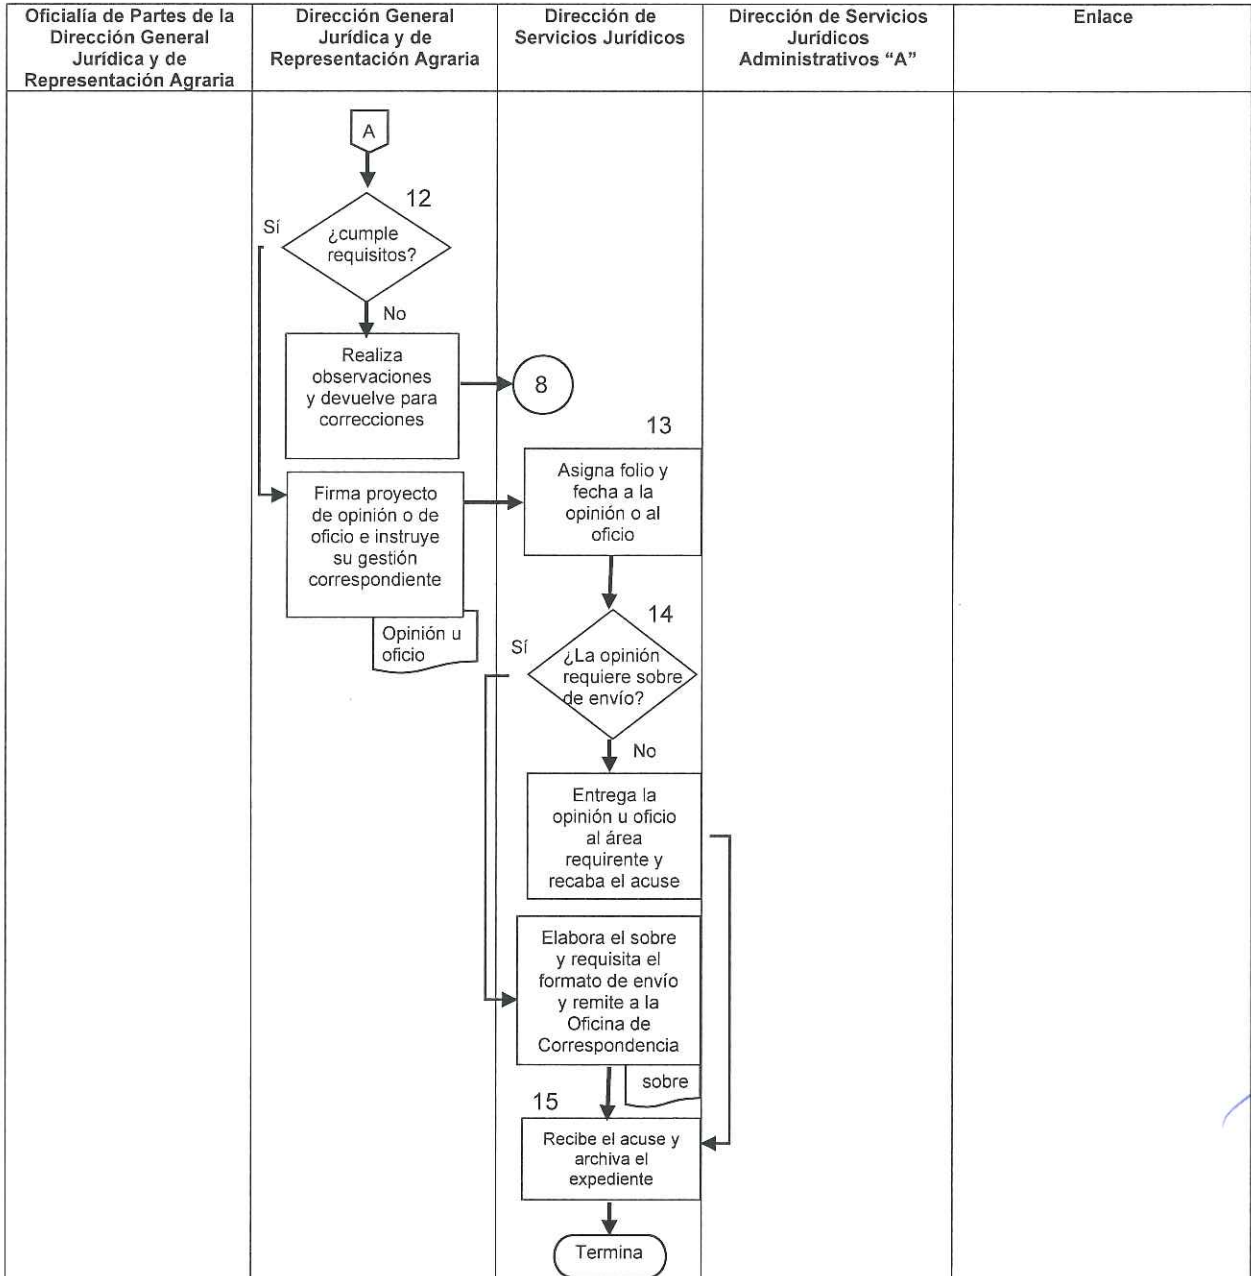 Oficialía de Partes de la
Dirección General
Jurídica y de
Representación Agraria
Dirección General
Jurídica y de
Representación Agraria
Dirección de
Servicios Jurídicos
Dirección de Servicios
Jurídicos
Administrativos “A”
Enlace
A
12
Sí
¿cumple
requisitos?
No
Realiza
observaciones
y devuelve para
correcciones
8
13
Firma proyecto
de opinión o de
oficio e instruye
su gestión
correspondiente
Opinión u
oficio
Asigna folio y
fecha a la
opinión o al
oficio
14
Sí
¿La opinión
requiere sobre
de envío?
No
Entrega la
opinión u oficio
al área
requirente y
recaba el acuse
Elabora el sobre
y requisita el
formato de envío
y remite a la
Oficina de
Correspondencia
sobre
15
Recibe el acuse y
archiva el
expediente
Termina